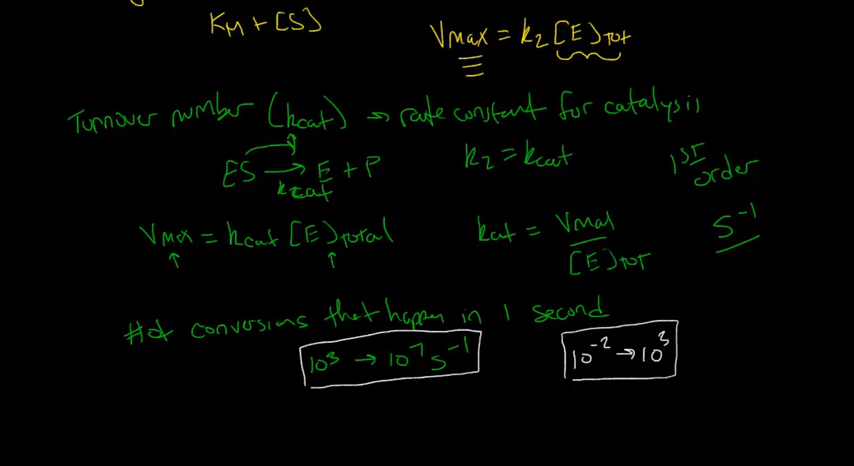 KM + [S]
Vmax = k2 [E]Tot
Turnover number (kcat) → rate constant for catalysis
ES → E + P
kcat
k2 = kcat
1ST order
Vmax = kcat [E]total
kcat = Vmax / [E]TOT
S⁻¹
# of conversions that happen in 1 second
10³ → 10⁷ S⁻¹
10⁻² → 10³